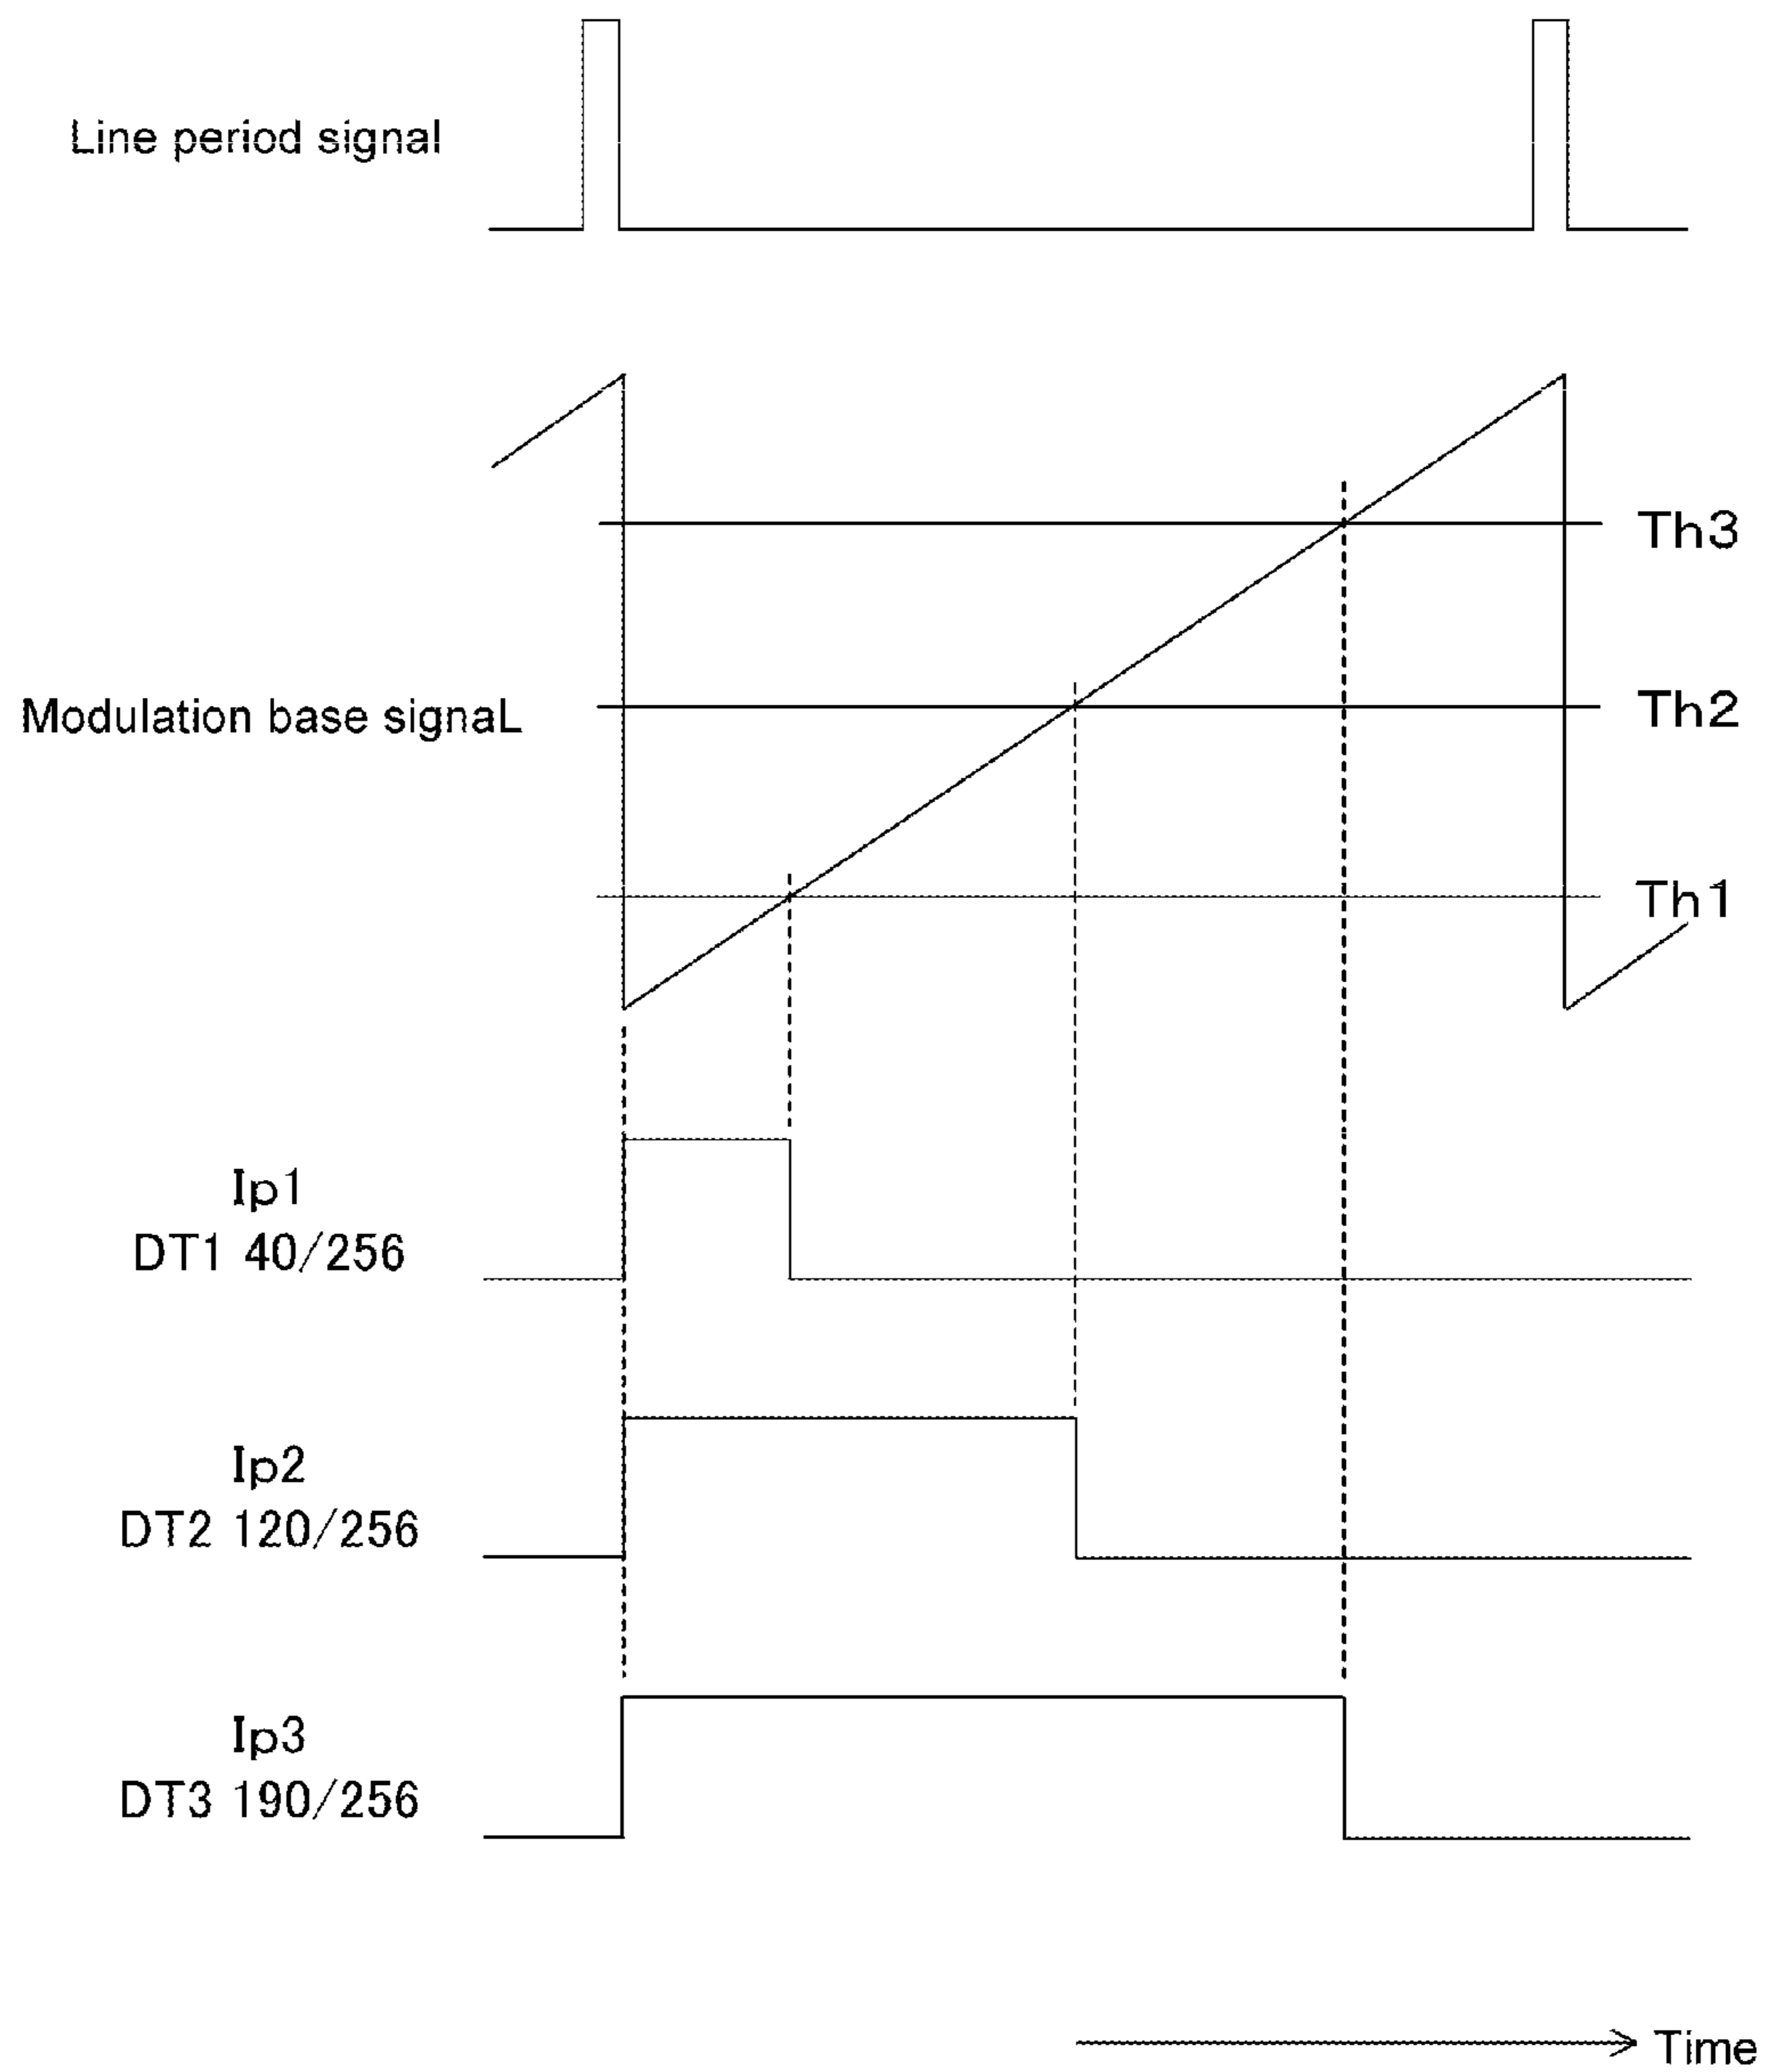 Line period signal
Th3
Modulation base signaL
Th2
Th1
Ip1
DT1 40/256
Ip2
DT2 120/256
Ip3
DT3 190/256
Time